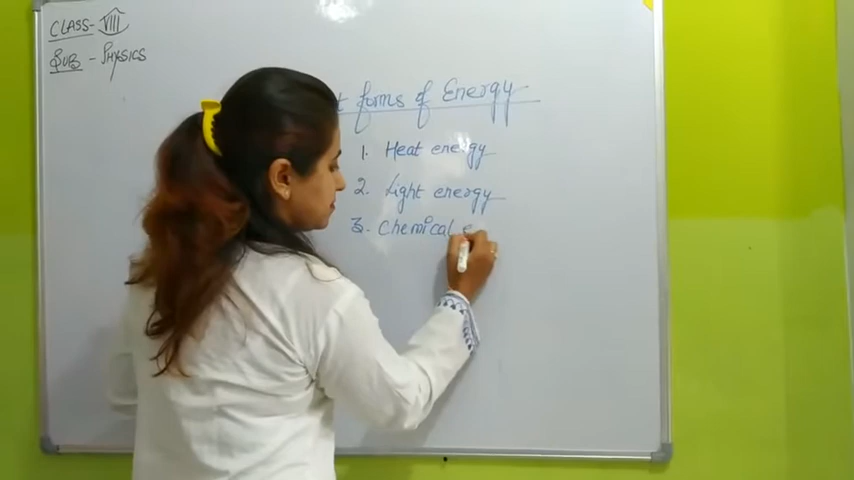 CLASS- VIII
SUB - PHYSICS
forms of Energy
1. Heat energy
2. Light energy
3. Chemical e